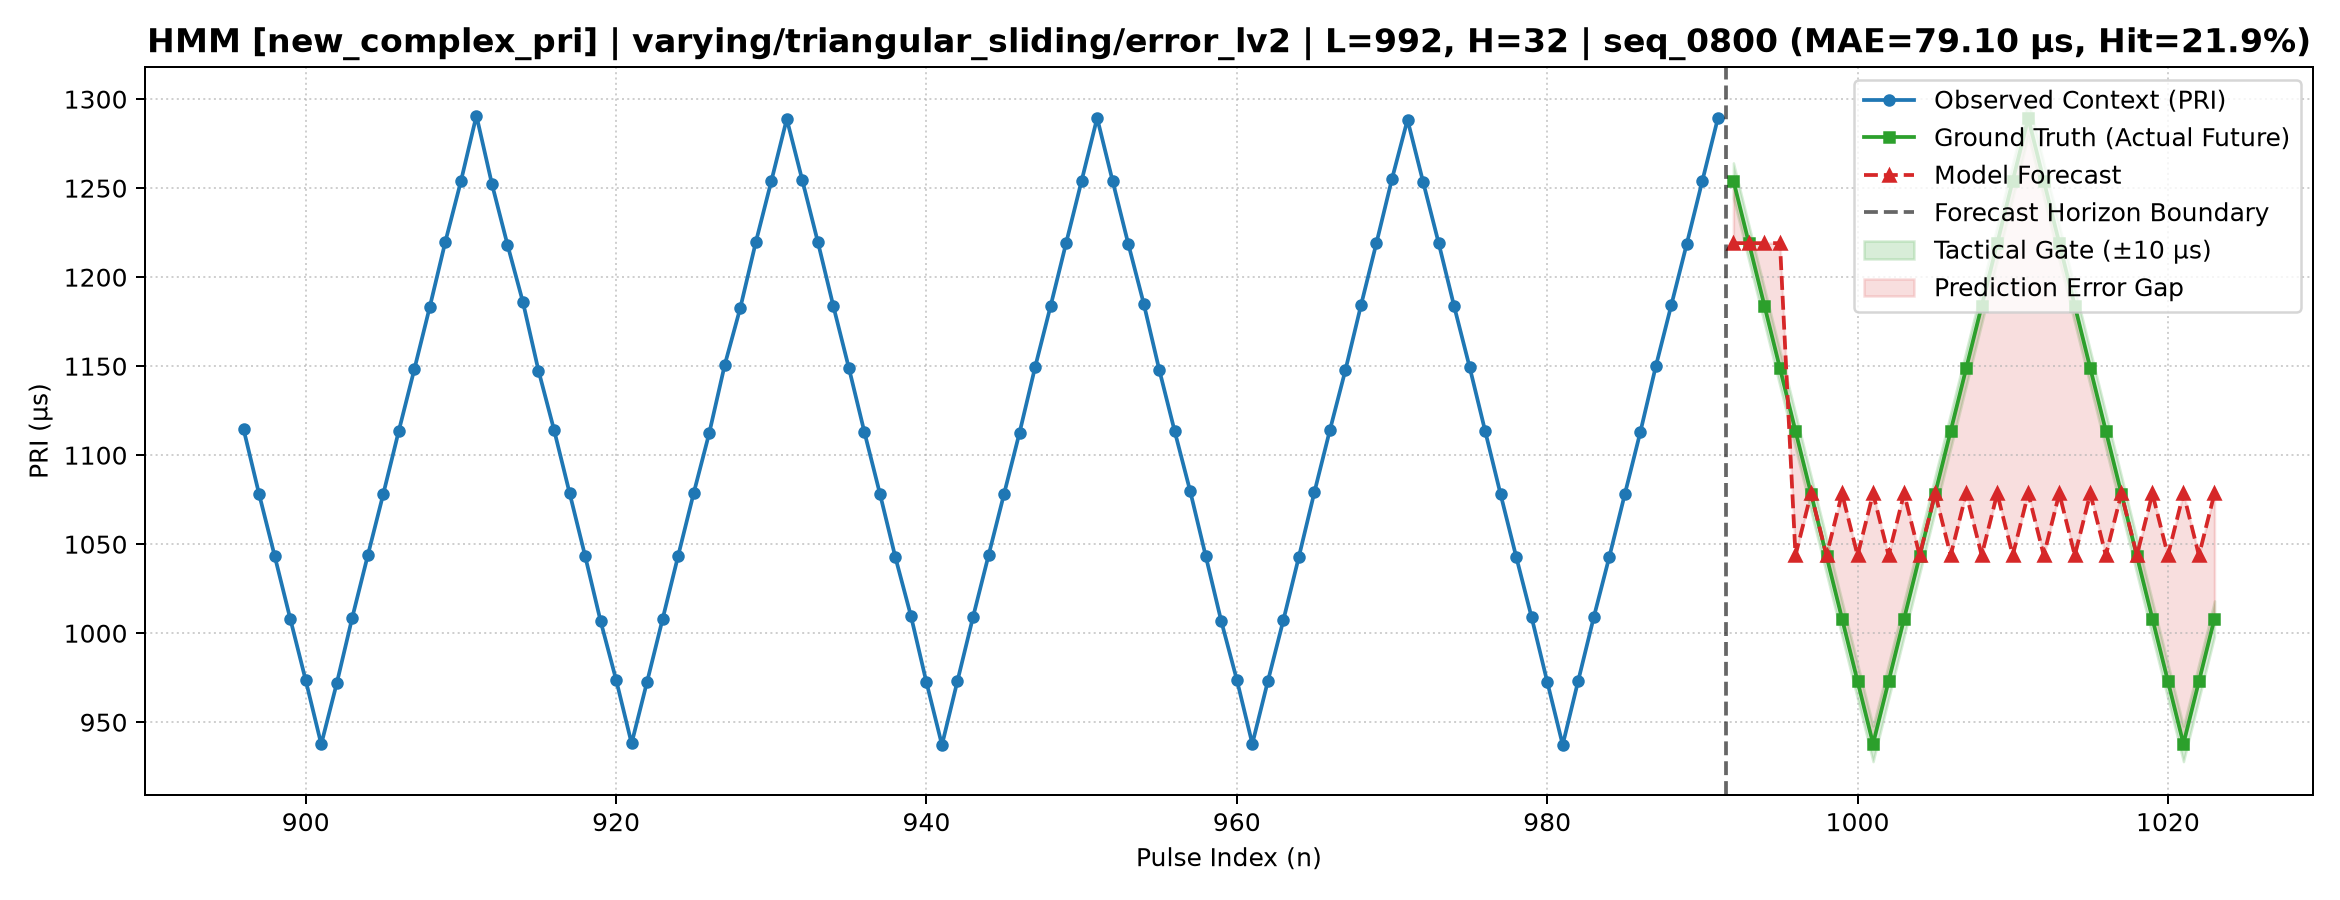 HMM [new_complex_pri] | varying/triangular_sliding/error_lv2 | L=992, H=32 | seq_0800 (MAE=79.10 µs, Hit=21.9%)
1300
1250
1200
1150
1100
1050
1000
950
PRI (µs)
Observed Context (PRI)
Ground Truth (Actual Future)
Model Forecast
Forecast Horizon Boundary
Tactical Gate (±10 µs)
Prediction Error Gap
900
920
940
960
980
1000
1020
Pulse Index (n)